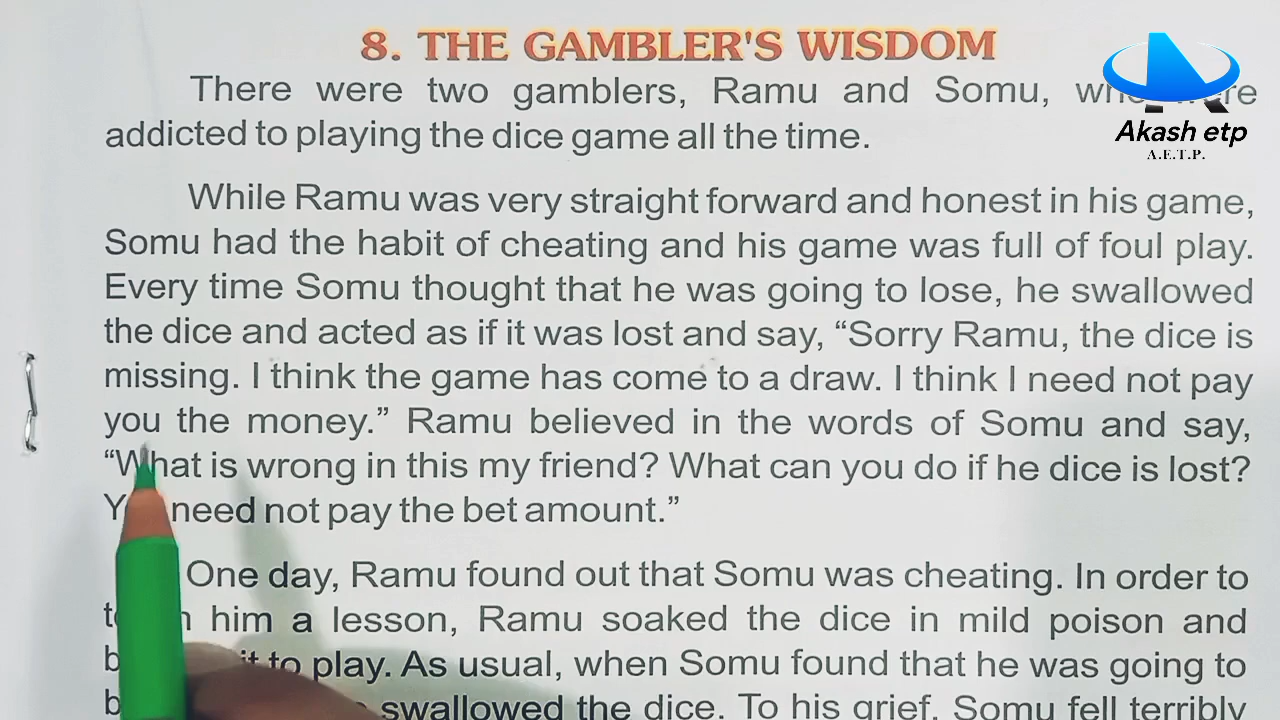 8. THE GAMBLER'S WISDOM
There were two gamblers, Ramu and Somu, who were
addicted to playing the dice game all the time.
While Ramu was very straight forward and honest in his game,
Somu had the habit of cheating and his game was full of foul play.
Every time Somu thought that he was going to lose, he swallowed
the dice and acted as if it was lost and say, “Sorry Ramu, the dice is
missing. I think the game has come to a draw. I think I need not pay
you the money.” Ramu believed in the words of Somu and say,
“What is wrong in this my friend? What can you do if he dice is lost?
You need not pay the bet amount.”
One day, Ramu found out that Somu was cheating. In order to
him a lesson, Ramu soaked the dice in mild poison and
it to play. As usual, when Somu found that he was going to
swallowed the dice. To his grief, Somu fell terribly
Akash etp
A.E.T.P.